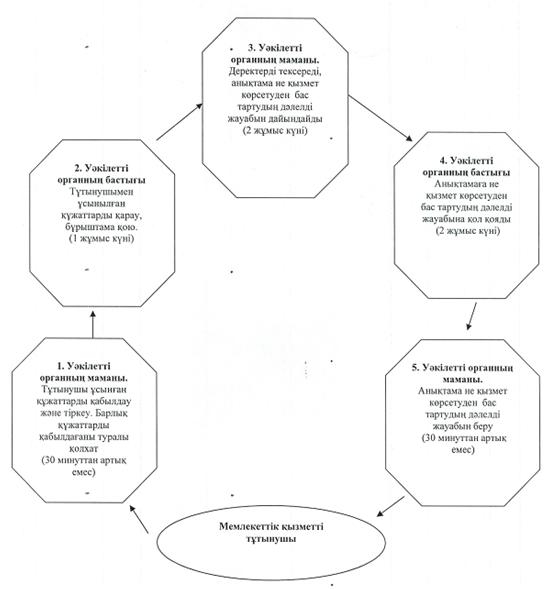 3. Уәкілетті
органның маманы.
Деректерді тексереді,
анықтама не қызмет
көрсетуден бас
тартудың дәлелді
жауабын дайындайды
(2 жұмыс күні)
2. Уәкілетті
органның бастығы
Тұтынушымен
ұсынылған
құжаттарды қарау,
бұрыштама қою.
(1 жұмыс күні)
4. Уәкілетті
органның бастығы
Анықтамаға не
қызмет көрсетуден
бас тартудың дәлелді
жауабына қол қояды
(2 жұмыс күні)
1. Уәкілетті
органның маманы.
Тұтынушы ұсынған
құжаттарды қабылдау
және тіркеу. Барлық
құжаттарды
қабылдағаны туралы
қолхат
(30 минуттан артық
емес)
5. Уәкілетті органның
маманы.
Анықтама не қызмет
көрсетуден бас
тартудың дәлелді
жауабын беру
(30 минуттан артық
емес)
Мемлекеттік қызметті
тұтынушы